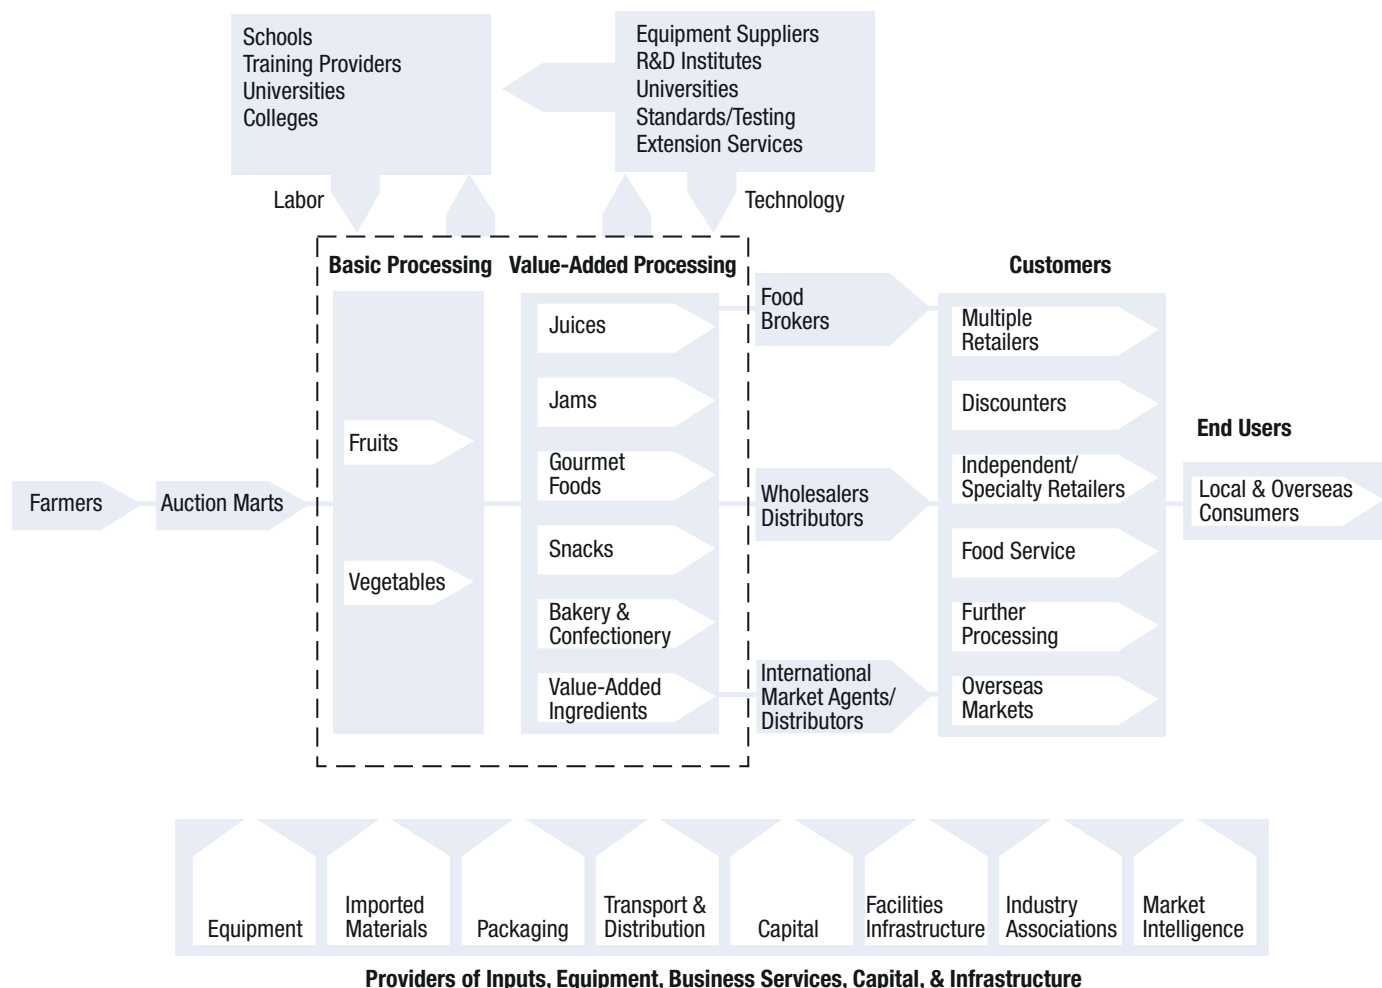 Schools
Training Providers
Universities
Colleges
Equipment Suppliers
R&D Institutes
Universities
Standards/Testing
Extension Services
Labor
Technology
Basic Processing
Value-Added Processing
Customers
Food
Brokers
Juices
Multiple
Retailers
Jams
Discounters
End Users
Fruits
Gourmet
Foods
Independent/
Specialty Retailers
Farmers
Auction Marts
Wholesalers
Distributors
Local & Overseas
Consumers
Snacks
Food Service
Vegetables
Bakery &
Confectionery
Further
Processing
Value-Added
Ingredients
International
Market Agents/
Distributors
Overseas
Markets
Equipment
Imported
Materials
Packaging
Transport &
Distribution
Capital
Facilities
Infrastructure
Industry
Associations
Market
Intelligence
Providers of Inputs, Equipment, Business Services, Capital, & Infrastructure